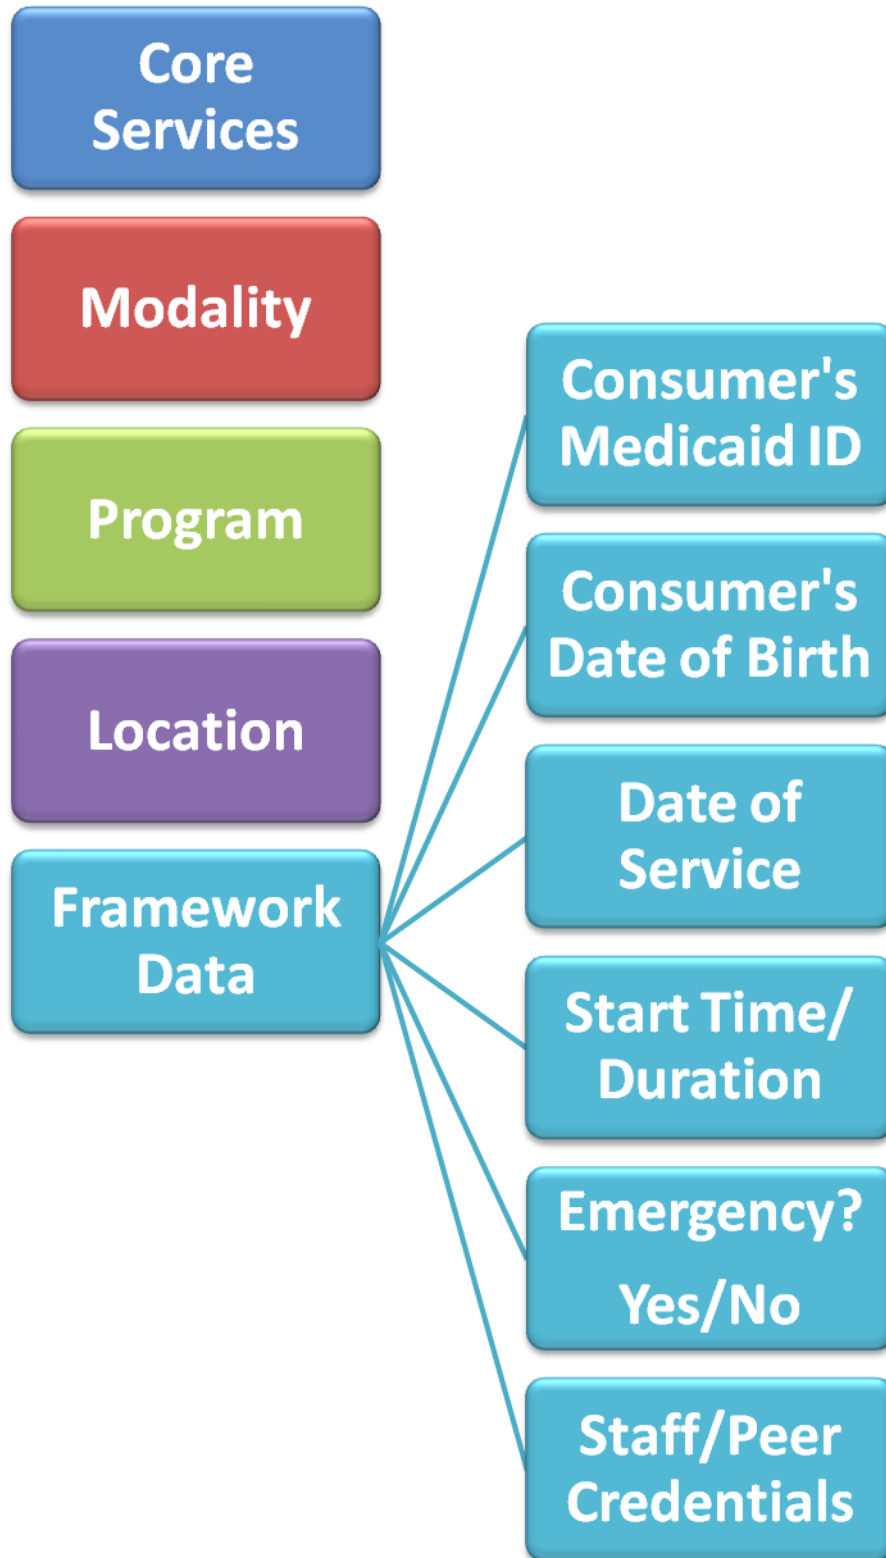 Core
Services
Modality
Program
Location
Framework
Data
Consumer's
Medicaid ID
Consumer's
Date of Birth
Date of
Service
Start Time/
Duration
Emergency?
Yes/No
Staff/Peer
Credentials